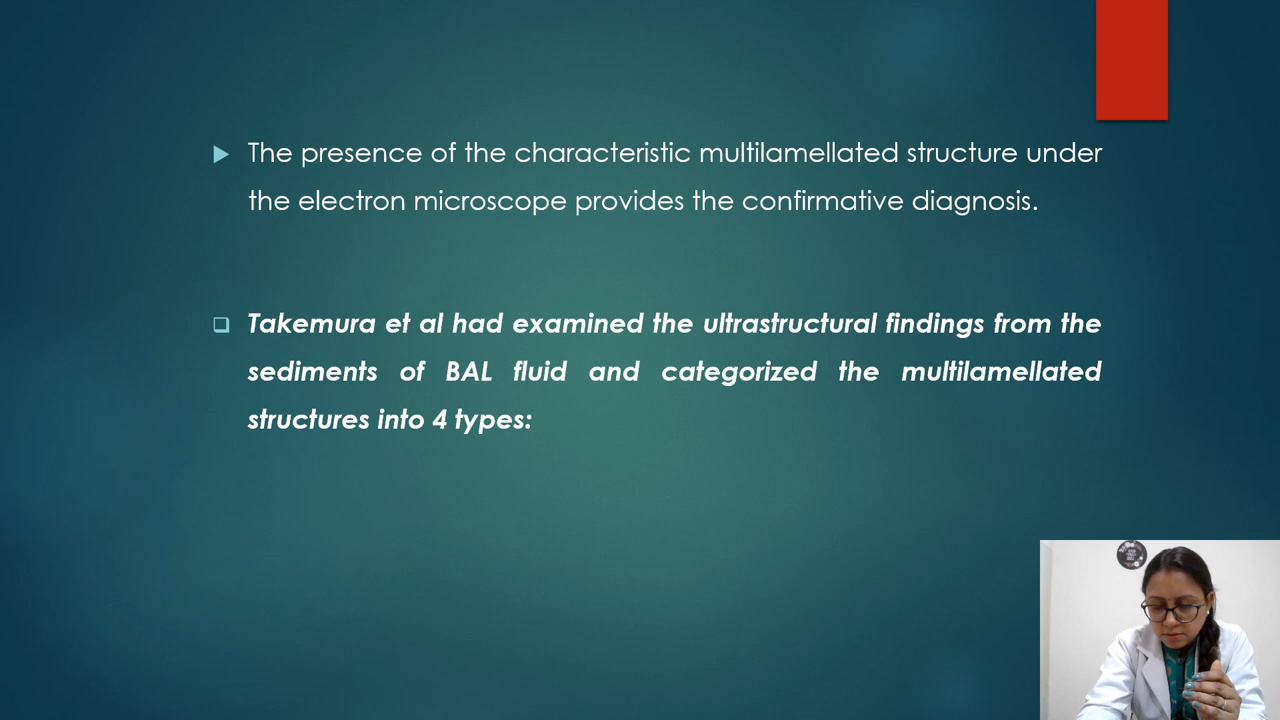 The presence of the characteristic multilamellated structure under
the electron microscope provides the confirmative diagnosis.
Takemura et al had examined the ultrastructural findings from the
sediments of BAL fluid and categorized the multilamellated
structures into 4 types: